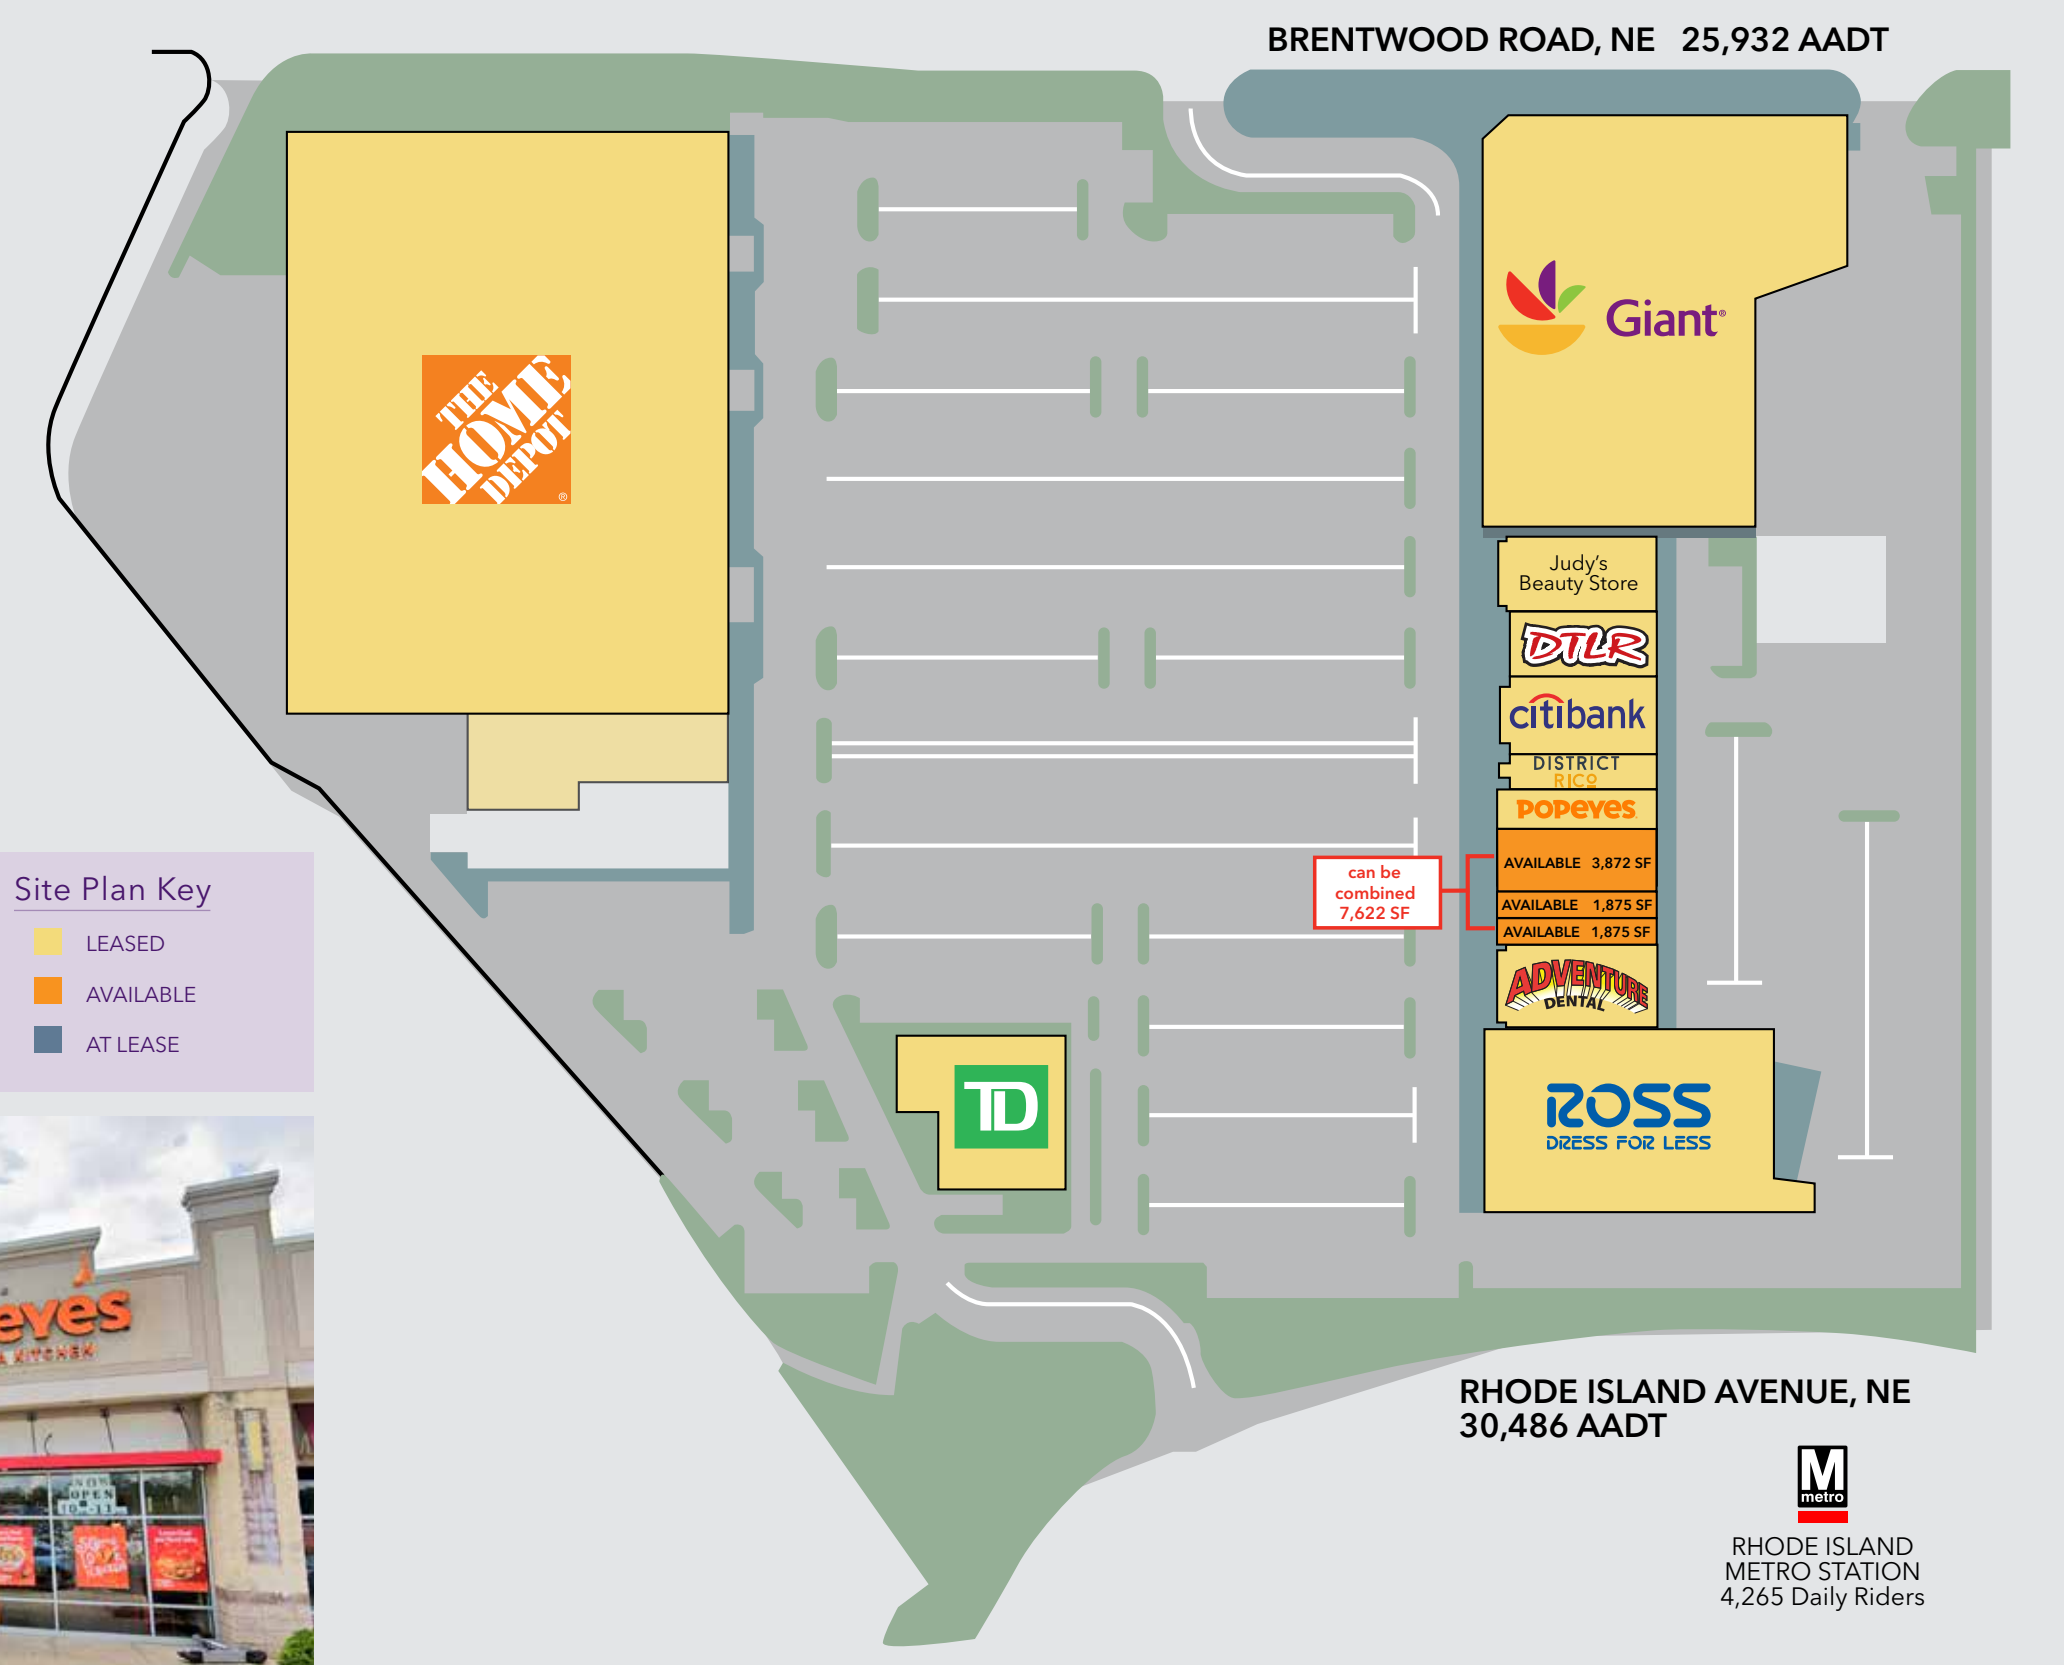 BRENTWOOD ROAD, NE 25,932 AADT
THE
HOME
DEPOT
®
Giant®
Judy's
Beauty Store
DTLR
citibank
DISTRICT
RICO
POPEYES
AVAILABLE 3,872 SF
AVAILABLE 1,875 SF
AVAILABLE 1,875 SF
can be
combined
7,622 SF
ADVENTURE
DENTAL
TD
ROSS
DRESS FOR LESS
Site Plan Key
LEASED
AVAILABLE
AT LEASE
eyes
KITCHEN
NOW
OPEN
RHODE ISLAND AVENUE, NE
30,486 AADT
M
metro
RHODE ISLAND
METRO STATION
4,265 Daily Riders